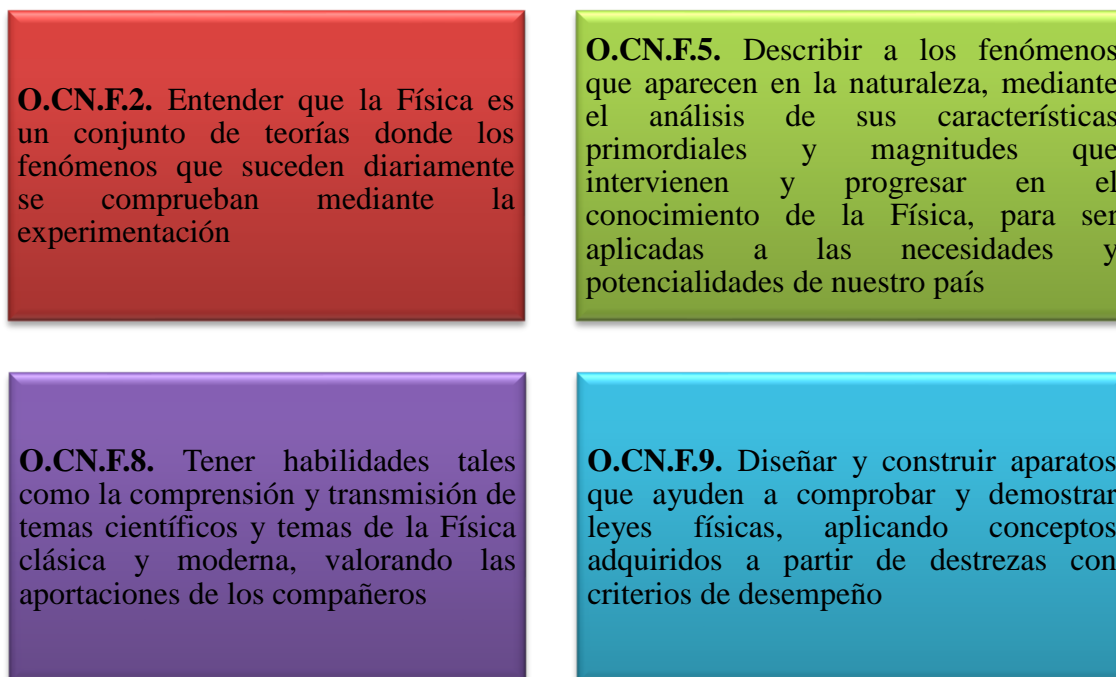 O.CN.F.2. Entender que la Física es
un conjunto de teorías donde los
fenómenos que suceden diariamente
se comprueban mediante la
experimentación
O.CN.F.5. Describir a los fenómenos
que aparecen en la naturaleza, mediante
el análisis de sus características
primordiales y magnitudes que
intervienen y progresar en el
conocimiento de la Física, para ser
aplicadas a las necesidades y
potencialidades de nuestro país
O.CN.F.8. Tener habilidades tales
como la comprensión y transmisión de
temas científicos y temas de la Física
clásica y moderna, valorando las
aportaciones de los compañeros
O.CN.F.9. Diseñar y construir aparatos
que ayuden a comprobar y demostrar
leyes físicas, aplicando conceptos
adquiridos a partir de destrezas con
criterios de desempeño